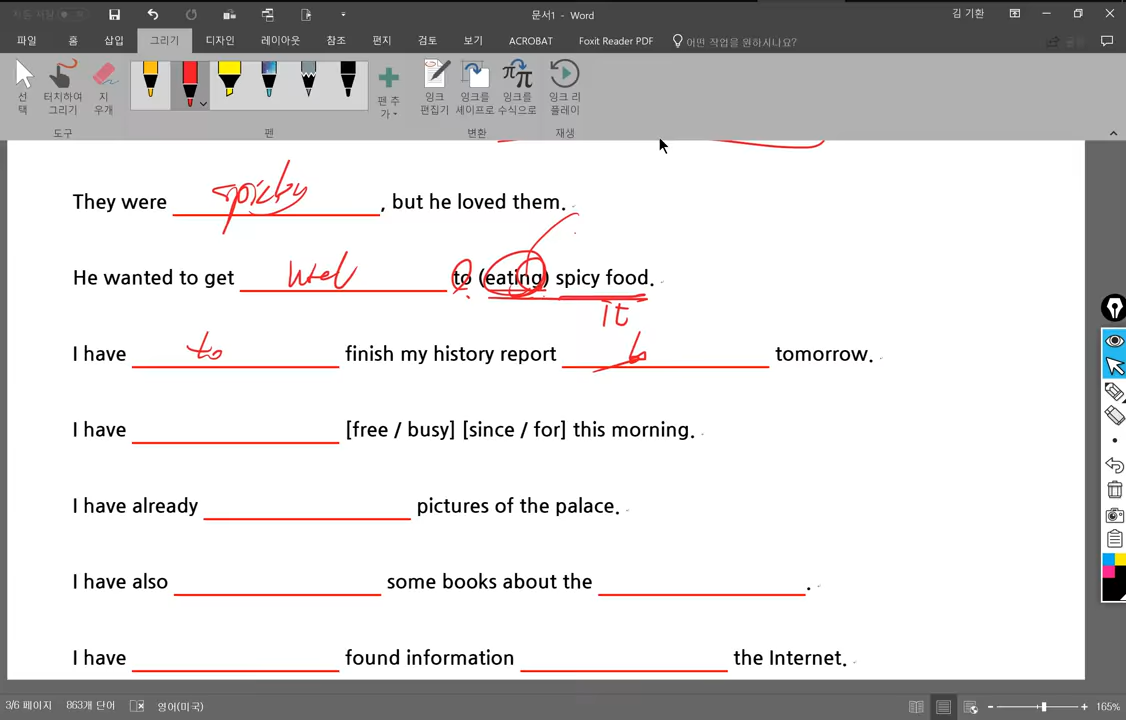 문서1 - Word
김 기환
파일 홈 삽입 그리기 디자인 레이아웃 참조 편지 검토 보기 ACROBAT Foxit Reader PDF 어떤 작업을 원하시나요?
선택 터치하여 그리기 지우개 펜 추가 잉크 편집기 잉크를 셰이프로 잉크를 수식으로 잉크 리플레이
도구 펜 변환 재생
They were spicky , but he loved them.
He wanted to get used to (eating) spicy food.
it
I have to finish my history report tomorrow.
I have [free / busy] [since / for] this morning.
I have already pictures of the palace.
I have also some books about the .
I have found information the Internet.
3/6 페이지 863개 단어 영어(미국) 165%